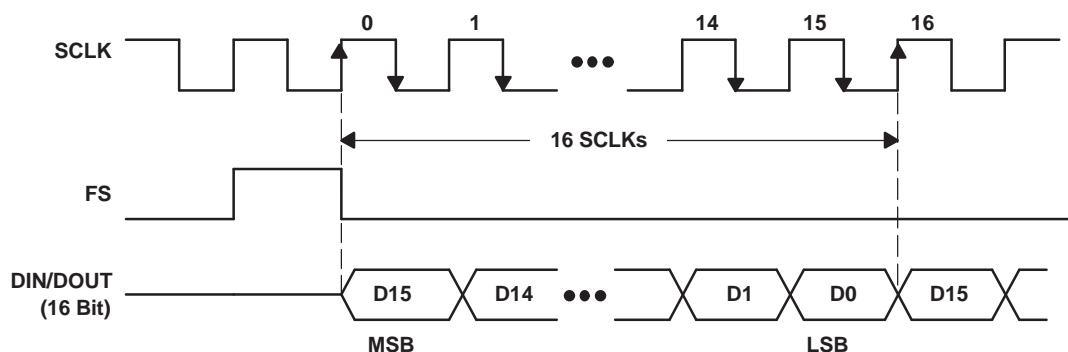 0 1 14 15 16
SCLK
16 SCLKs
FS
DIN/DOUT
(16 Bit)
D15 D14 D1 D0 D15
MSB LSB